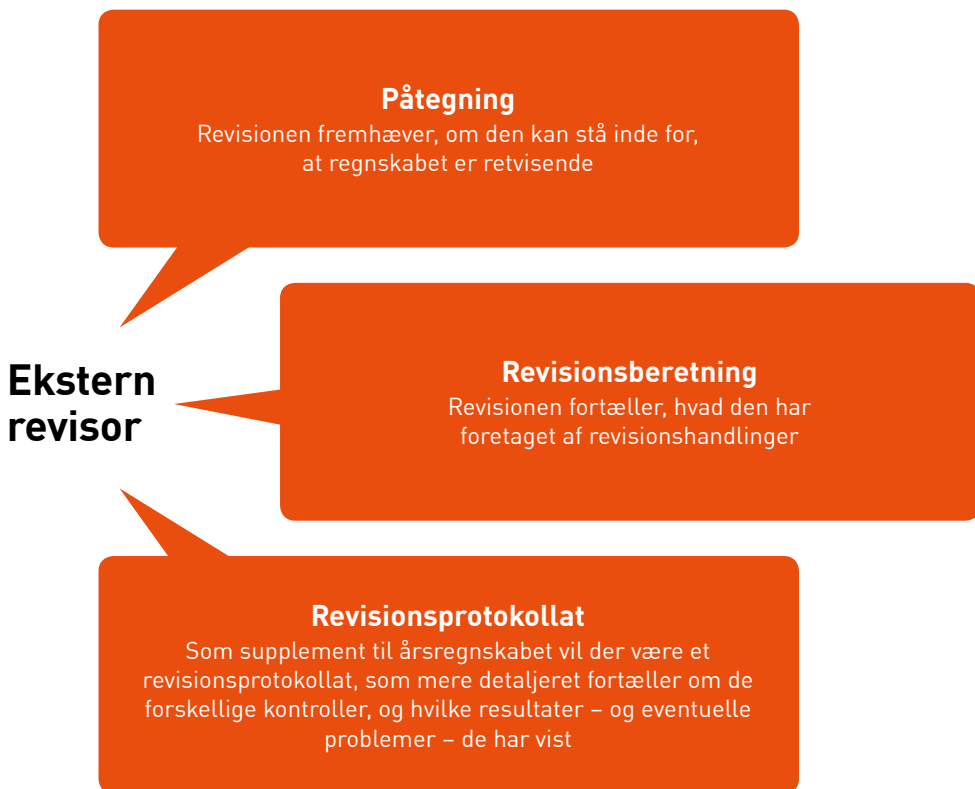 Påtegning
Revisionen fremhæver, om den kan stå inde for,
at regnskabet er retvisende
Ekstern
revisor
Revisionsberetning
Revisionen fortæller, hvad den har
foretaget af revisionshandlinger
Revisionsprotokollat
Som supplement til årsregnskabet vil der være et
revisionsprotokollat, som mere detaljeret fortæller om de
forskellige kontroller, og hvilke resultater – og eventuelle
problemer – de har vist